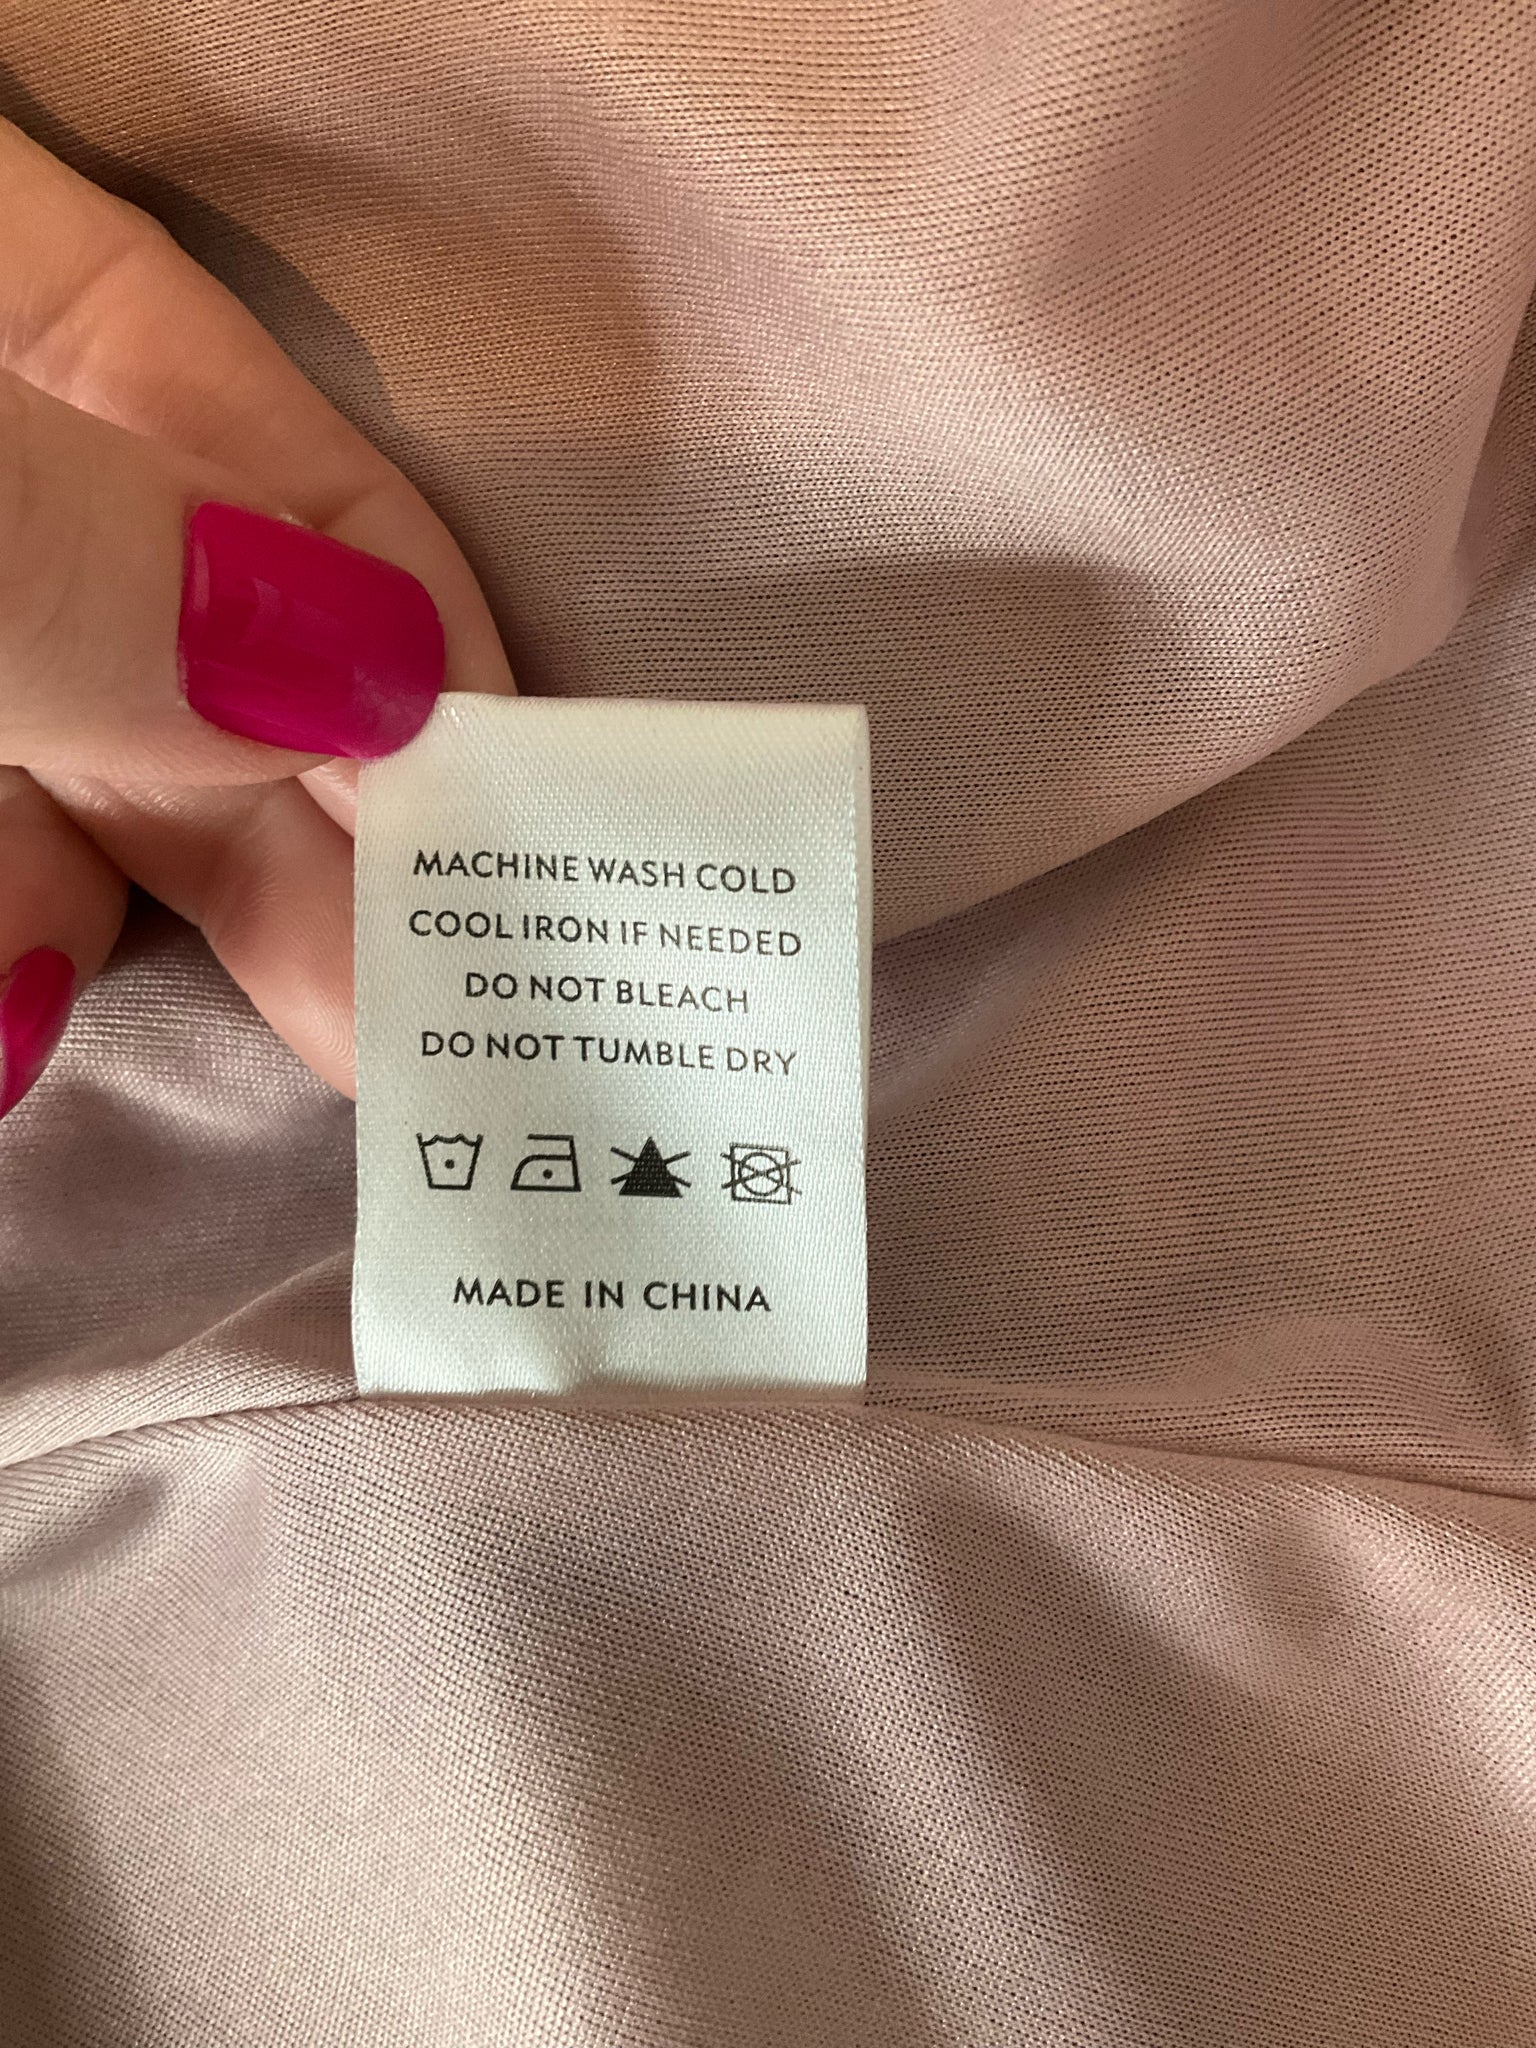 MACHINE WASH COLD
COOL IRON IF NEEDED
DO NOT BLEACH
DO NOT TUMBLE DRY
MADE IN CHINA